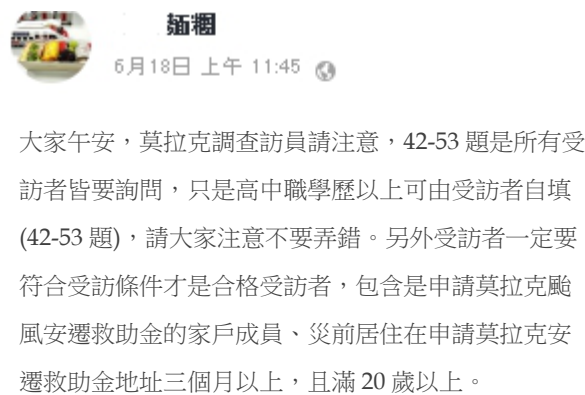 6月18日 上午 11:45
大家午安，莫拉克調查訪員請注意，42-53 題是所有受
訪者皆要詢問，只是高中職學歷以上可由受訪者自填
(42-53 題)，請大家注意不要弄錯。另外受訪者一定要
符合受訪條件才是合格受訪者，包含是申請莫拉克颱
風安遷救助金的家戶成員、災前居住在申請莫拉克安
遷救助金地址三個月以上，且滿 20 歲以上。